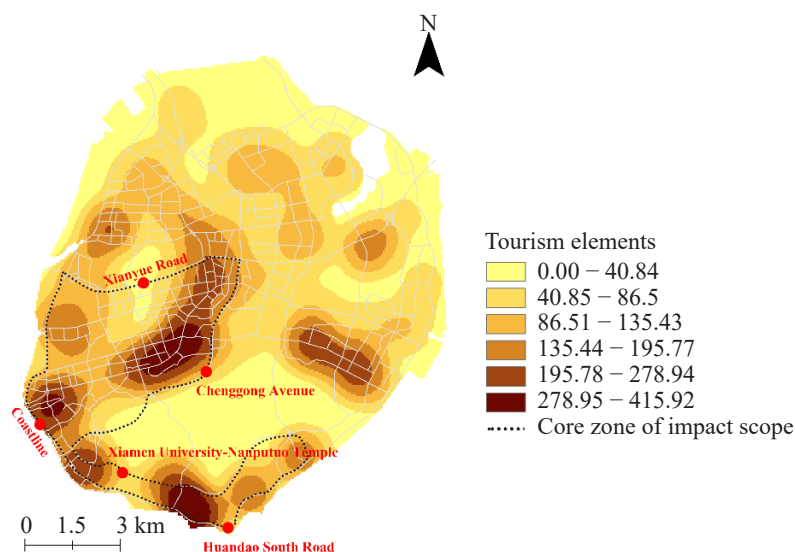 N
Xianyue Road
Chenggong Avenue
Coastline
Xiamen University-Nanputuo Temple
Huandao South Road
0 1.5 3 km
Tourism elements
0.00 − 40.84
40.85 − 86.5
86.51 − 135.43
135.44 − 195.77
195.78 − 278.94
278.95 − 415.92
Core zone of impact scope